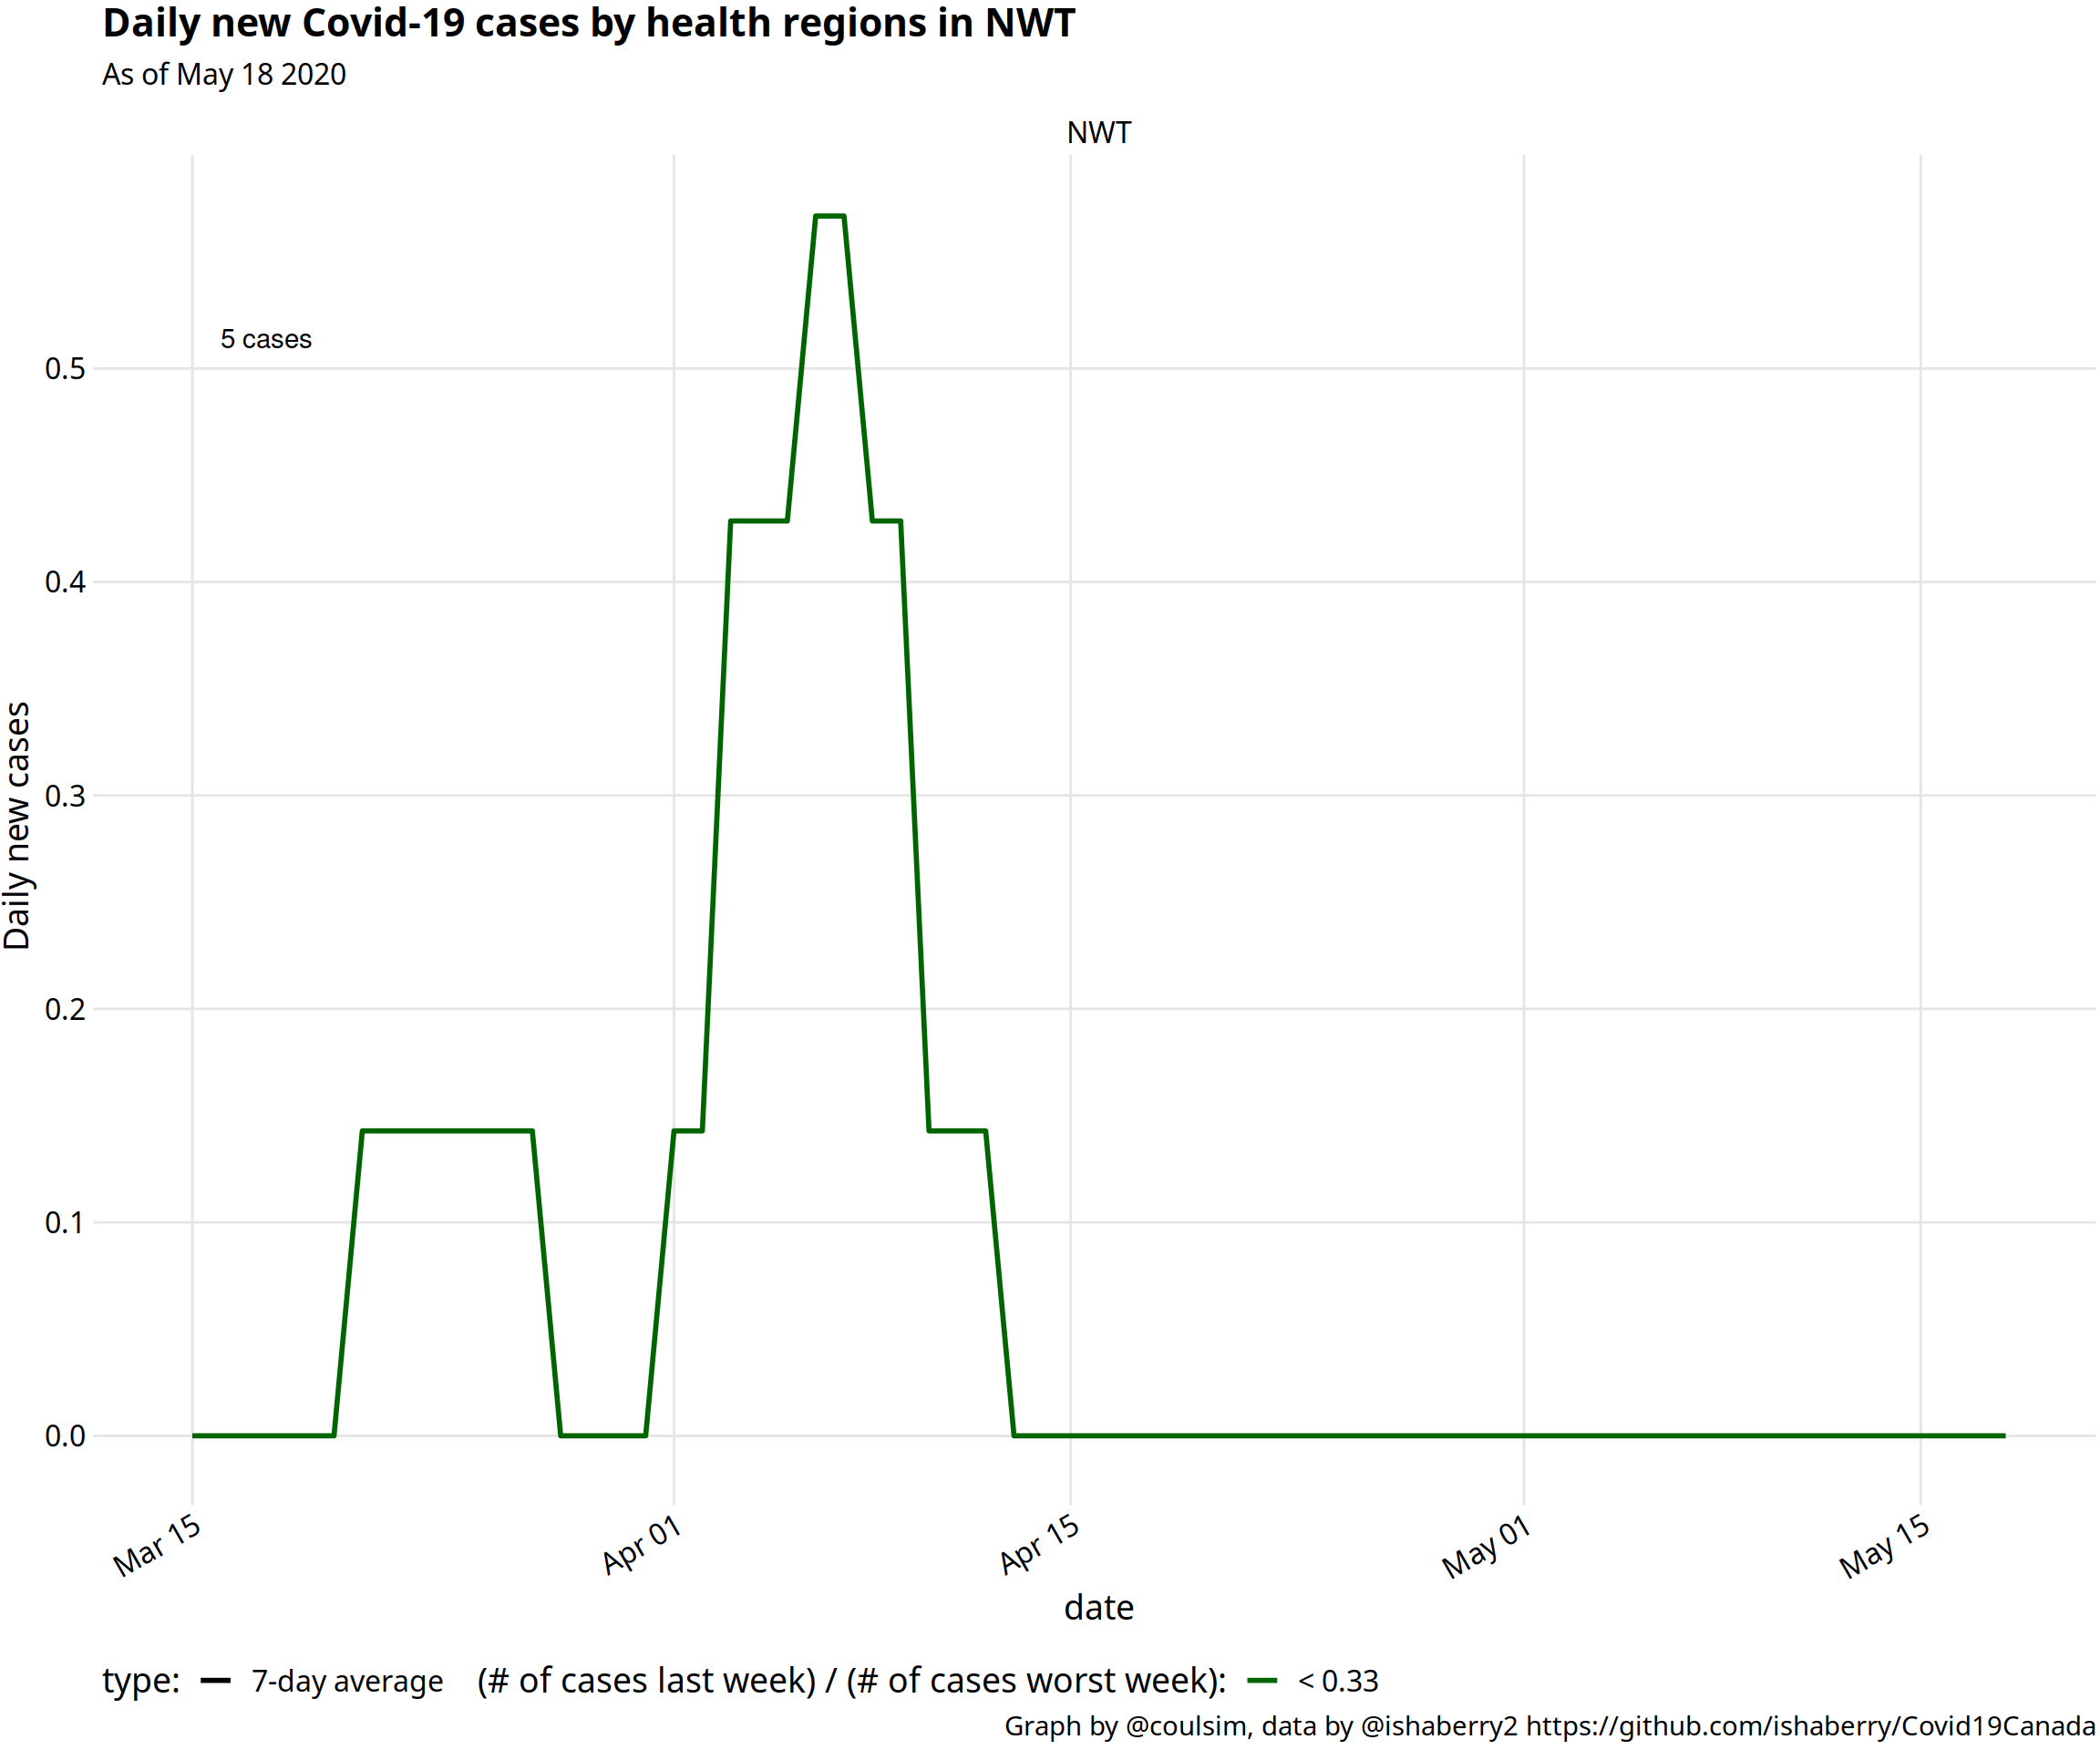 Daily new Covid-19 cases by health regions in NWT
As of May 18 2020
NWT
5 cases
0.5
0.4
0.3
0.2
0.1
0.0
Daily new cases
Mar 15
Apr 01
Apr 15
May 01
May 15
date
type: 7-day average (# of cases last week) / (# of cases worst week): < 0.33
Graph by @coulsim, data by @ishaberry2 https://github.com/ishaberry/Covid19Canada